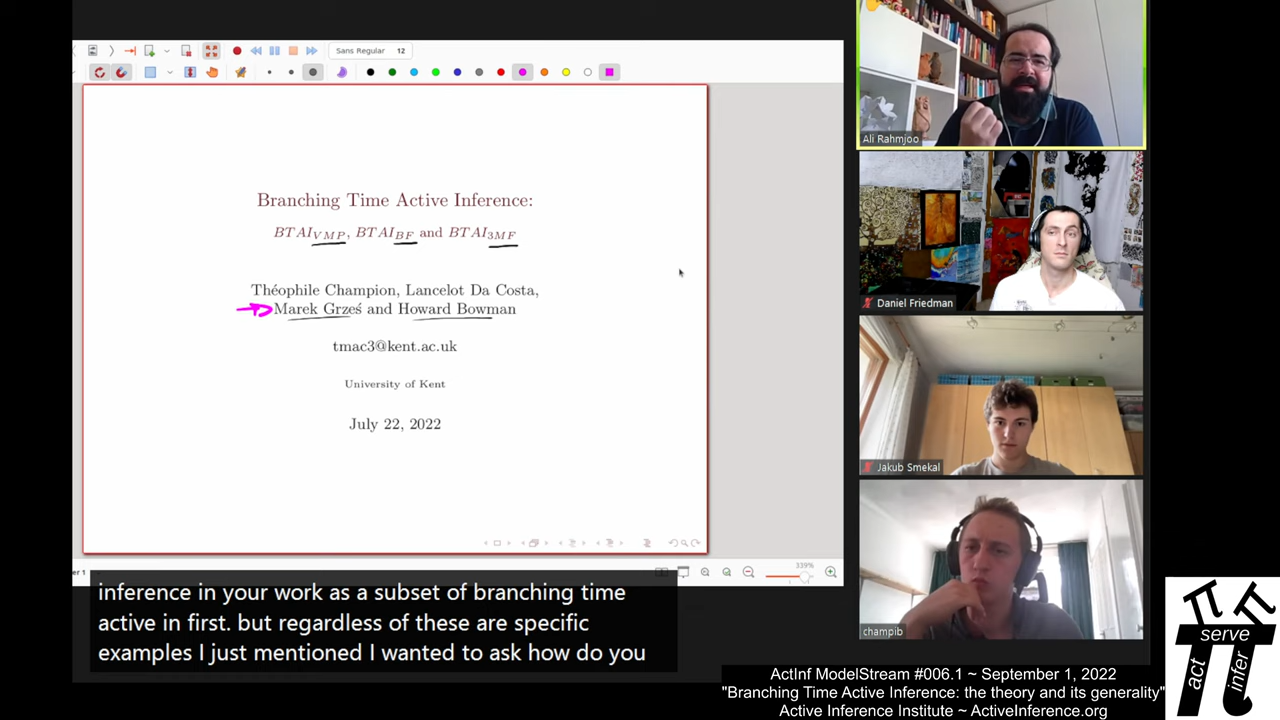 Sans Regular 12
Branching Time Active Inference:
BTAI_VMP, BTAI_BF and BTAI_3MF
Théophile Champion, Lancelot Da Costa,
Marek Grześ and Howard Bowman
tmac3@kent.ac.uk
University of Kent
July 22, 2022
339%
inference in your work as a subset of branching time
active in first. but regardless of these are specific
examples I just mentioned I wanted to ask how do you
Ali Rahmjoo
Daniel Friedman
Jakub Smekal
champib
ActInf ModelStream #006.1 ~ September 1, 2022
"Branching Time Active Inference: the theory and its generality"
Active Inference Institute ~ ActiveInference.org
act
serve
infer